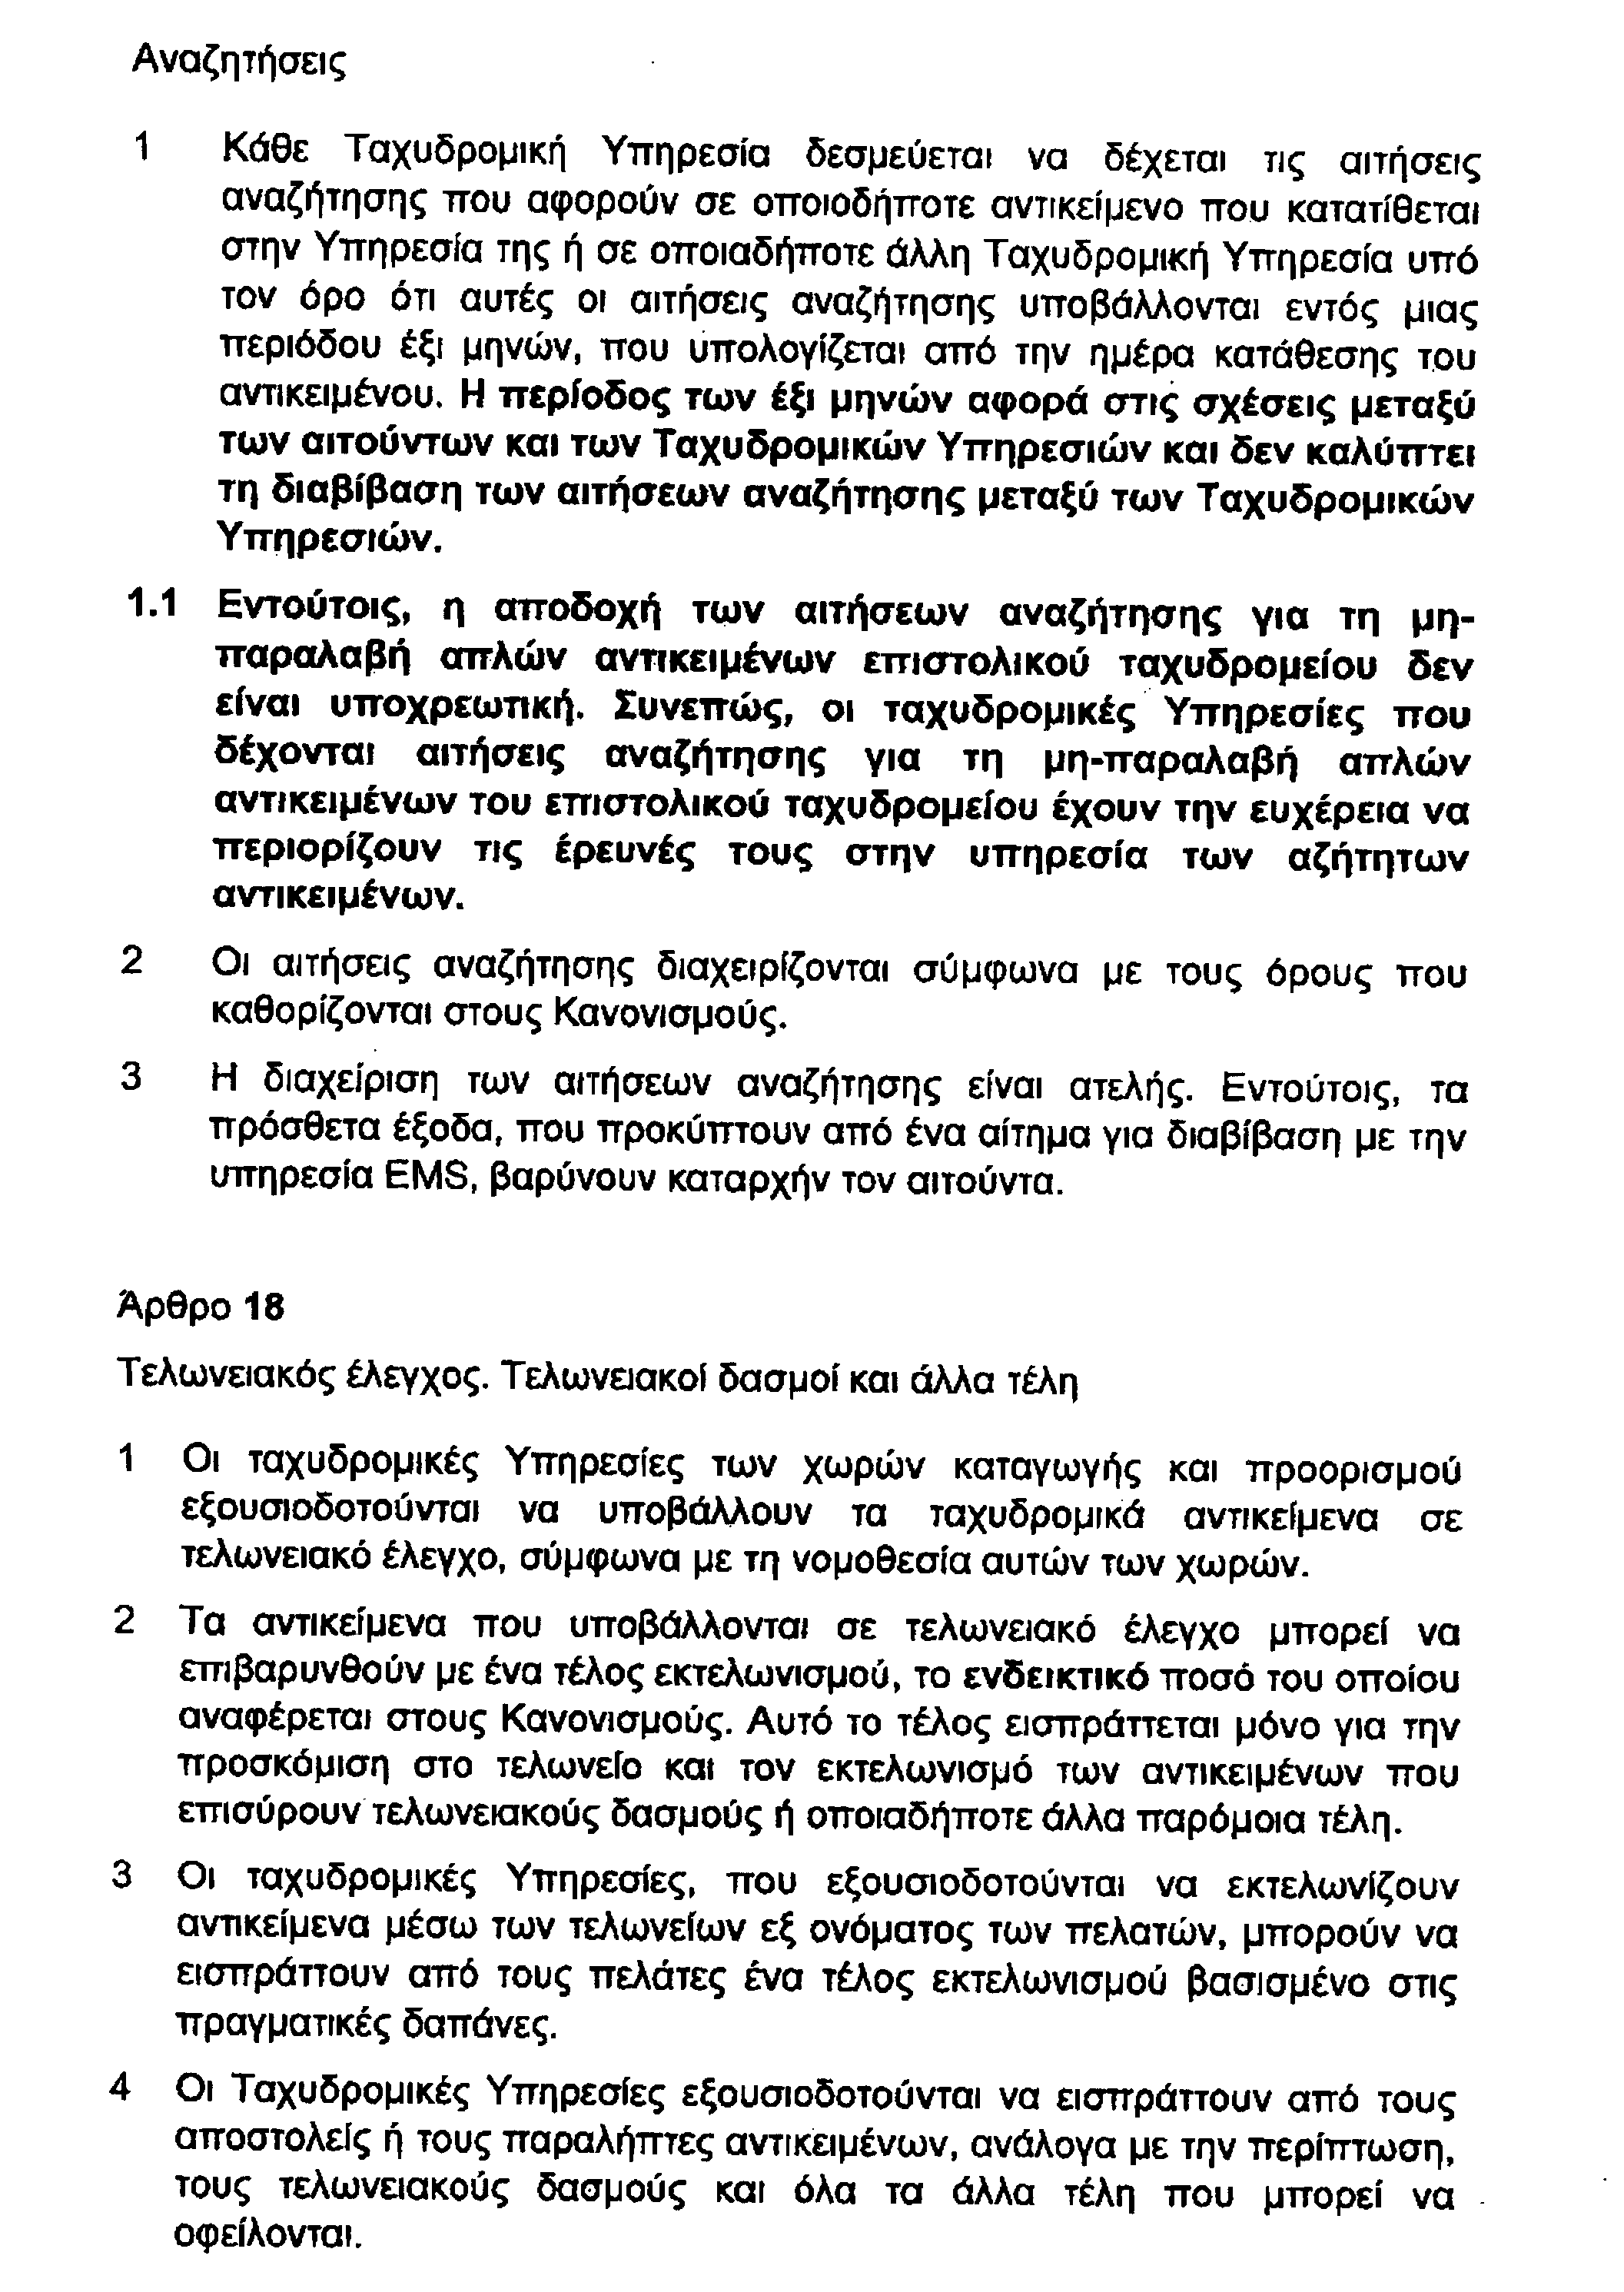 Αναζητήσεις
1 Κάθε Ταχυδρομική Υπηρεσία δεσμεύεται να δέχεται τις αιτήσεις
αναζήτησης που αφορούν σε οποιοδήποτε αντικείμενο που κατατίθεται
στην Υπηρεσία της ή σε οποιαδήποτε άλλη Ταχυδρομική Υπηρεσία υπό
τον όρο ότι αυτές οι αιτήσεις αναζήτησης υποβάλλονται εντός μιας
περιόδου έξι μηνών, που υπολογίζεται από την ημέρα κατάθεσης του
αντικειμένου. Η περίοδος των έξι μηνών αφορά στις σχέσεις μεταξύ
των αιτούντων και των Ταχυδρομικών Υπηρεσιών και δεν καλύπτει
τη διαβίβαση των αιτήσεων αναζήτησης μεταξύ των Ταχυδρομικών
Υπηρεσιών.
1.1 Εντούτοις, η αποδοχή των αιτήσεων αναζήτησης για τη μη-
παραλαβή απλών αντικειμένων επιστολικού ταχυδρομείου δεν
είναι υποχρεωτική. Συνεπώς, οι ταχυδρομικές Υπηρεσίες που
δέχονται αιτήσεις αναζήτησης για τη μη-παραλαβή απλών
αντικειμένων του επιστολικού ταχυδρομείου έχουν την ευχέρεια να
περιορίζουν τις έρευνές τους στην υπηρεσία των αζήτητων
αντικειμένων.
2 Οι αιτήσεις αναζήτησης διαχειρίζονται σύμφωνα με τους όρους που
καθορίζονται στους Κανονισμούς.
3 Η διαχείριση των αιτήσεων αναζήτησης είναι ατελής. Εντούτοις, τα
πρόσθετα έξοδα, που προκύπτουν από ένα αίτημα για διαβίβαση με την
υπηρεσία EMS, βαρύνουν καταρχήν τον αιτούντα.
Άρθρο 18
Τελωνειακός έλεγχος. Τελωνειακοί δασμοί και άλλα τέλη
1 Οι ταχυδρομικές Υπηρεσίες των χωρών καταγωγής και προορισμού
εξουσιοδοτούνται να υποβάλλουν τα ταχυδρομικά αντικείμενα σε
τελωνειακό έλεγχο, σύμφωνα με τη νομοθεσία αυτών των χωρών.
2 Τα αντικείμενα που υποβάλλονται σε τελωνειακό έλεγχο μπορεί να
επιβαρυνθούν με ένα τέλος εκτελωνισμού, το ενδεικτικό ποσό του οποίου
αναφέρεται στους Κανονισμούς. Αυτό το τέλος εισπράττεται μόνο για την
προσκόμιση στο τελωνείο και τον εκτελωνισμό των αντικειμένων που
επισύρουν τελωνειακούς δασμούς ή οποιαδήποτε άλλα παρόμοια τέλη.
3 Οι ταχυδρομικές Υπηρεσίες, που εξουσιοδοτούνται να εκτελωνίζουν
αντικείμενα μέσω των τελωνείων εξ ονόματος των πελατών, μπορούν να
εισπράττουν από τους πελάτες ένα τέλος εκτελωνισμού βασισμένο στις
πραγματικές δαπάνες.
4 Οι Ταχυδρομικές Υπηρεσίες εξουσιοδοτούνται να εισπράττουν από τους
αποστολείς ή τους παραλήπτες αντικειμένων, ανάλογα με την περίπτωση,
τους τελωνειακούς δασμούς και όλα τα άλλα τέλη που μπορεί να
οφείλονται.